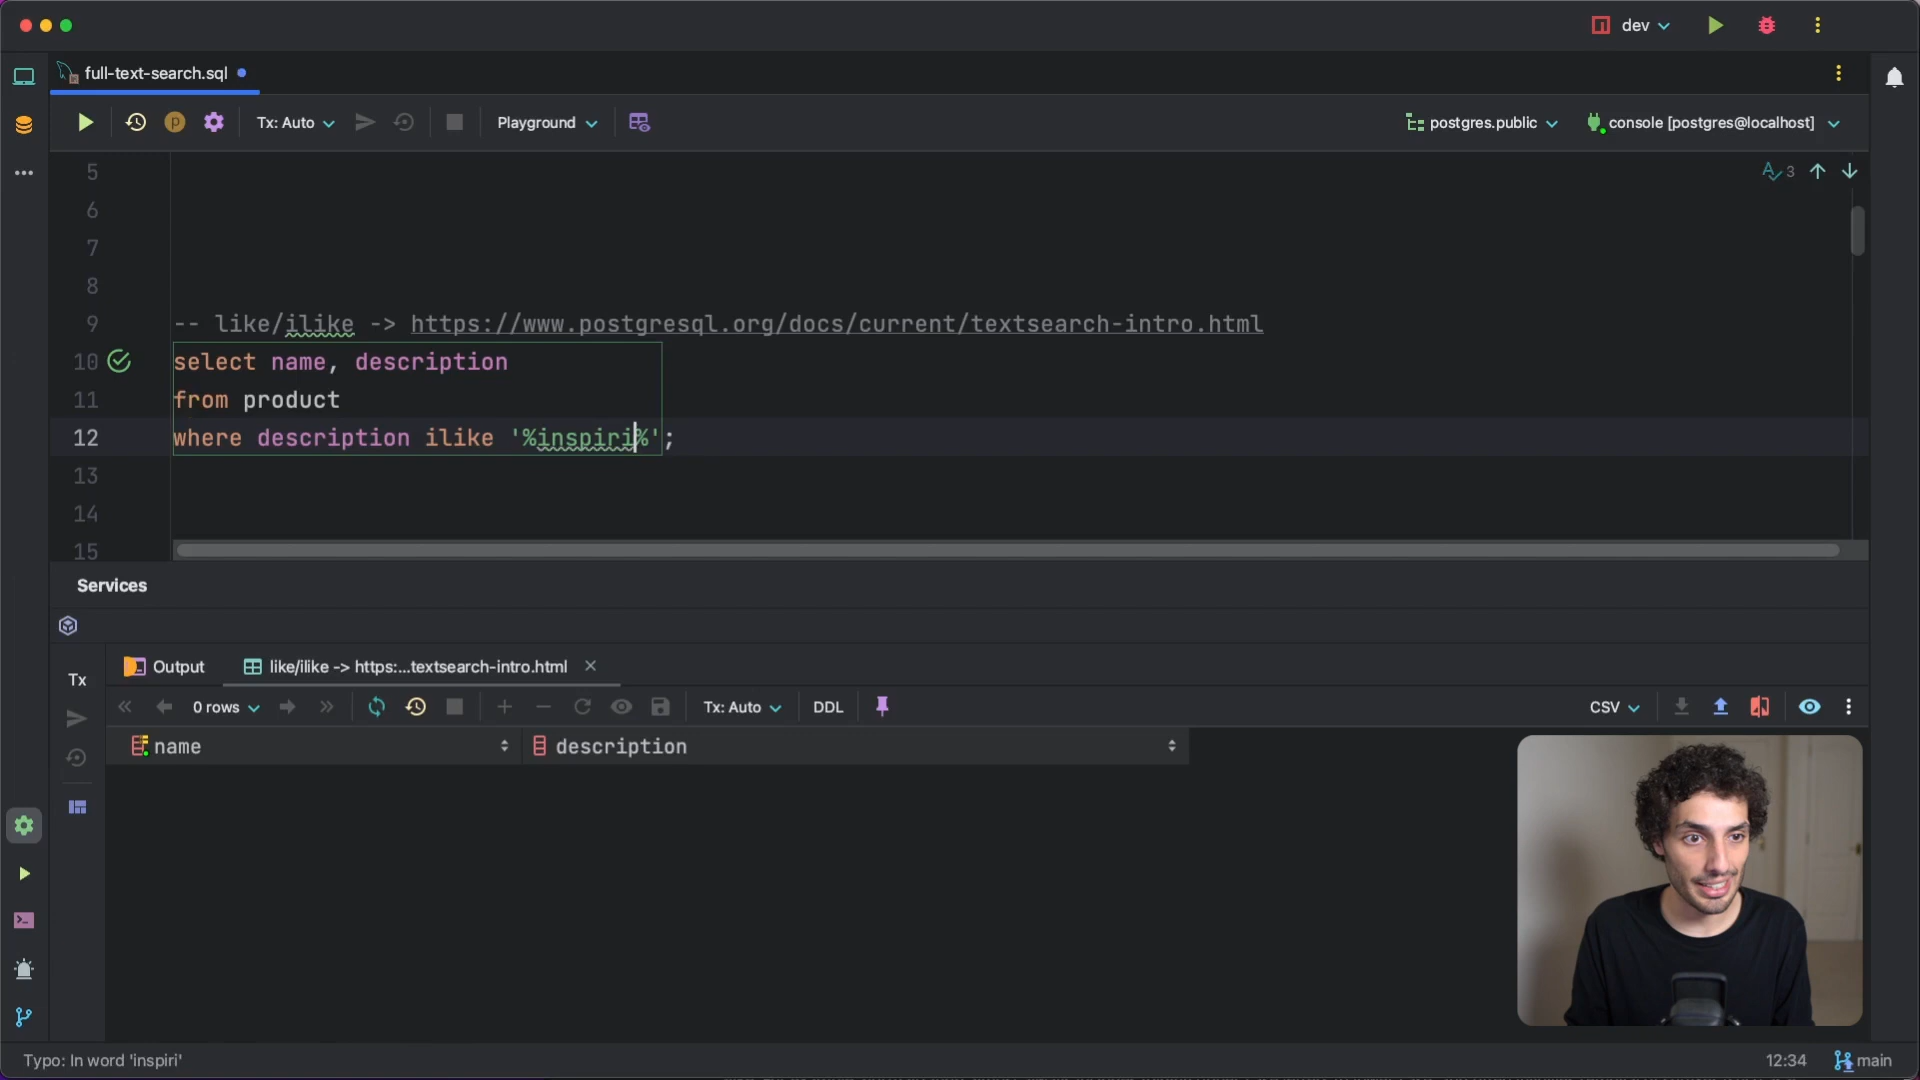 dev
full-text-search.sql
p
Tx: Auto
Playground
postgres.public
console [postgres@localhost]
5
3
6
7
8
9 -- like/ilike -> https://www.postgresql.org/docs/current/textsearch-intro.html
10 select name, description
11 from product
12 where description ilike '%inspiri%';
13
14
15
Services
Tx
Output
like/ilike -> https:...textsearch-intro.html
0 rows
Tx: Auto
DDL
CSV
name
description
Typo: In word 'inspiri'
12:34
main